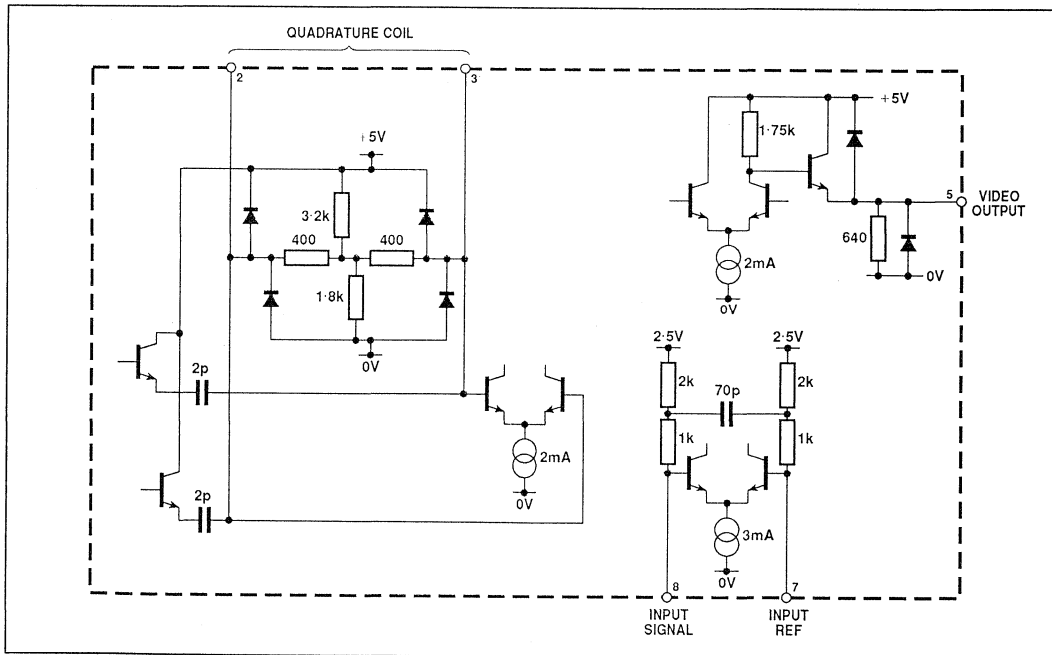 QUADRATURE COIL
2
3
+5V
+5V
1·75k
3·2k
400
400
5
VIDEO
OUTPUT
640
2mA
1·8k
0V
0V
0V
2·5V
2·5V
2p
2k
2k
70p
1k
1k
2mA
2p
0V
3mA
0V
8
7
INPUT
SIGNAL
INPUT
REF